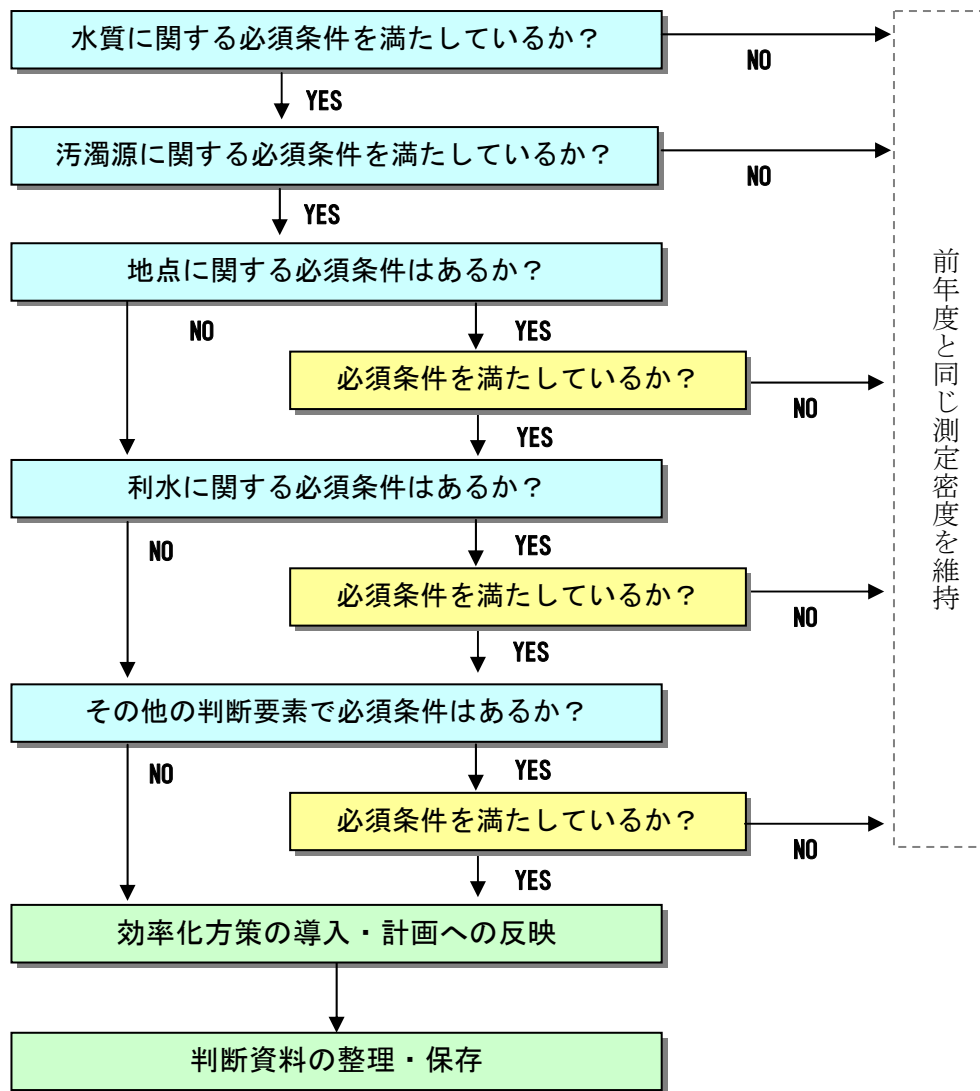 水質に関する必須条件を満たしているか？
NO
YES
汚濁源に関する必須条件を満たしているか？
NO
YES
地点に関する必須条件はあるか？
NO
YES
必須条件を満たしているか？
NO
YES
利水に関する必須条件はあるか？
NO
YES
必須条件を満たしているか？
NO
YES
その他の判断要素で必須条件はあるか？
NO
YES
必須条件を満たしているか？
NO
YES
効率化方策の導入・計画への反映
判断資料の整理・保存
前年度と同じ測定密度を維持